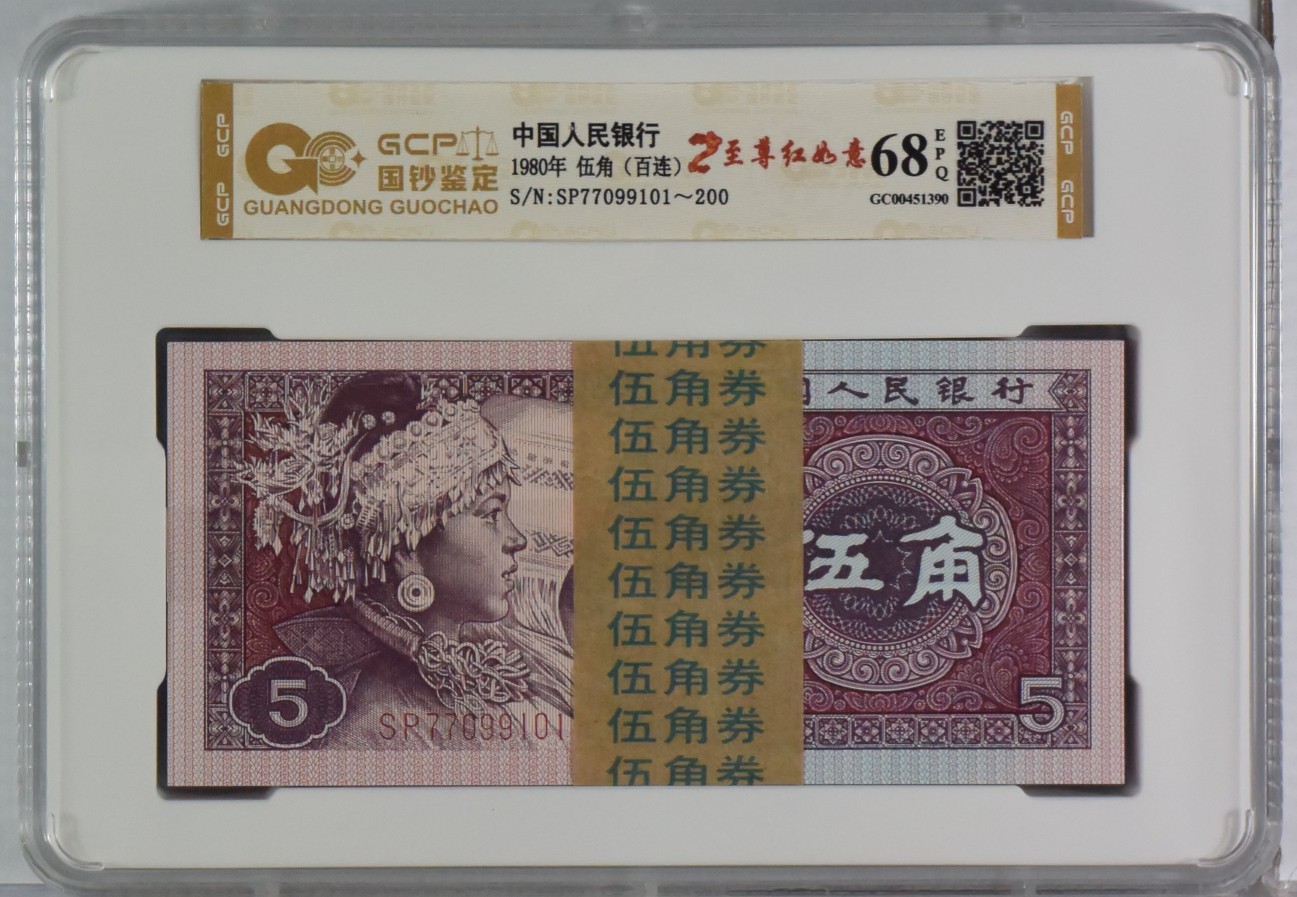 GCP
GCP
GCP
国钞鉴定
GUANGDONG GUOCHAO
中国人民银行
1980年 伍角（百连）
S/N:SP77099101～200
至尊红如意
68
EPQ
GC00451390
GCP
GCP
伍角券
伍角券
伍角券
伍角券
伍角券
伍角券
伍角券
伍角券
伍角券
伍角券
人民银行
伍角
5
SP77099101
5